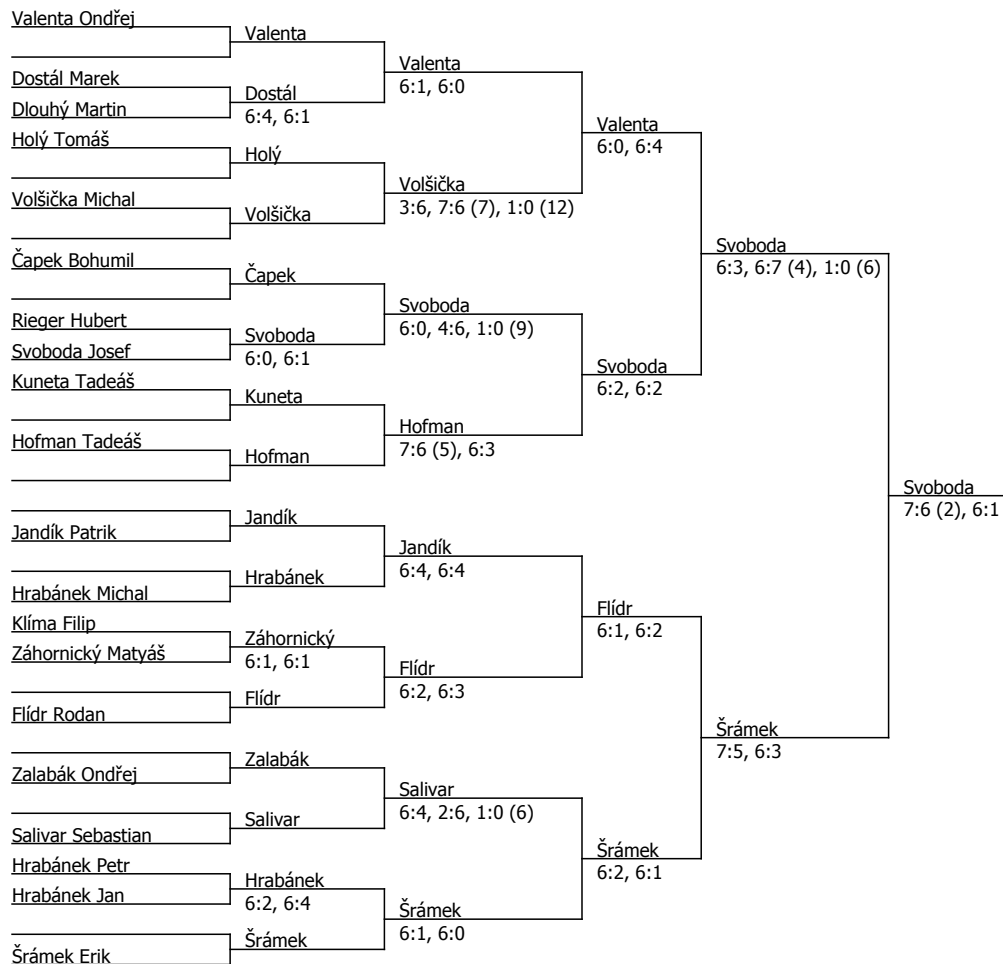 Valenta Ondřej
Dostál Marek
Dlouhý Martin
Holý Tomáš
Volšička Michal
Čapek Bohumil
Rieger Hubert
Svoboda Josef
Kuneta Tadeáš
Hofman Tadeáš
Jandík Patrik
Hrabánek Michal
Klíma Filip
Záhornický Matyáš
Flídr Rodan
Zalabák Ondřej
Salivar Sebastian
Hrabánek Petr
Hrabánek Jan
Šrámek Erik
Valenta
Dostál
6:4, 6:1
Holý
Volšička
Čapek
Svoboda
6:0, 6:1
Kuneta
Hofman
Jandík
Hrabánek
Záhornický
6:1, 6:1
Flídr
Zalabák
Salivar
Hrabánek
6:2, 6:4
Šrámek
Valenta
6:1, 6:0
Volšička
3:6, 7:6 (7), 1:0 (12)
Svoboda
6:0, 4:6, 1:0 (9)
Hofman
7:6 (5), 6:3
Jandík
6:4, 6:4
Flídr
6:2, 6:3
Salivar
6:4, 2:6, 1:0 (6)
Šrámek
6:1, 6:0
Valenta
6:0, 6:4
Svoboda
6:2, 6:2
Flídr
6:1, 6:2
Šrámek
6:2, 6:1
Svoboda
6:3, 6:7 (4), 1:0 (6)
Šrámek
7:5, 6:3
Svoboda
7:6 (2), 6:1